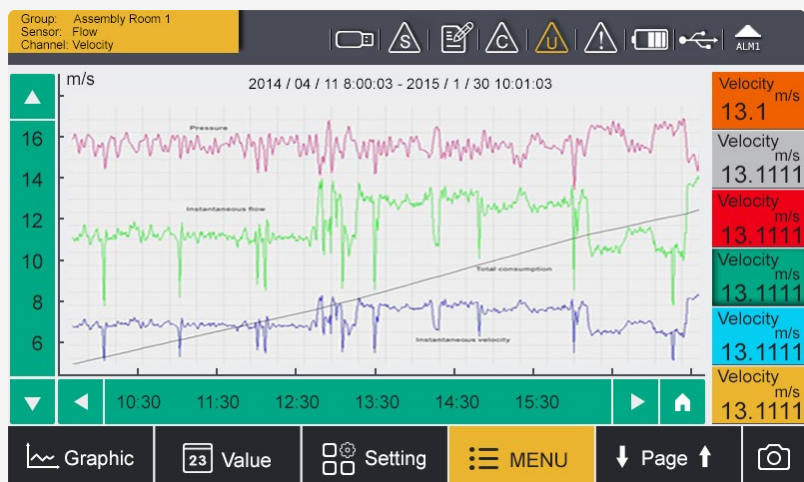 Group: Assembly Room 1
Sensor: Flow
Channel: Velocity
S
C
U
!
ALM1
m/s
2014 / 04 / 11 8:00:03 - 2015 / 1 / 30 10:01:03
16
14
12
10
8
6
Pressure
Instantaneous flow
Total consumption
Instantaneous velocity
10:30 11:30 12:30 13:30 14:30 15:30
Velocity
m/s
13.1
Velocity
m/s
13.1111
Velocity
m/s
13.1111
Velocity
m/s
13.1111
Velocity
m/s
13.1111
Velocity
m/s
13.1111
Graphic
23 Value
Setting
MENU
Page